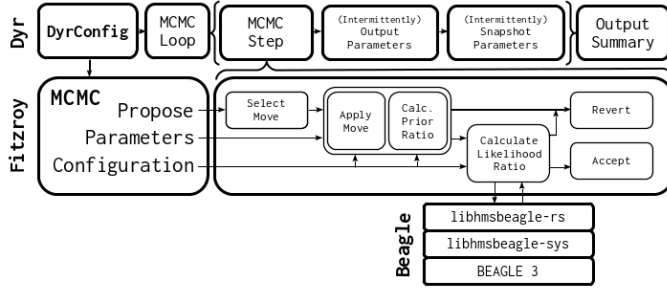 Dyr
DyrConfig
MCMC
Loop
MCMC
Step
(Intermittently)
Output
Parameters
(Intermittently)
Snapshot
Parameters
Output
Summary
Fitzroy
MCMC
Propose
Parameters
Configuration
Select
Move
Apply
Move
Calc.
Prior
Ratio
Calculate
Likelihood
Ratio
Revert
Accept
Beagle
libhmsbeagle-rs
libhmsbeagle-sys
BEAGLE 3